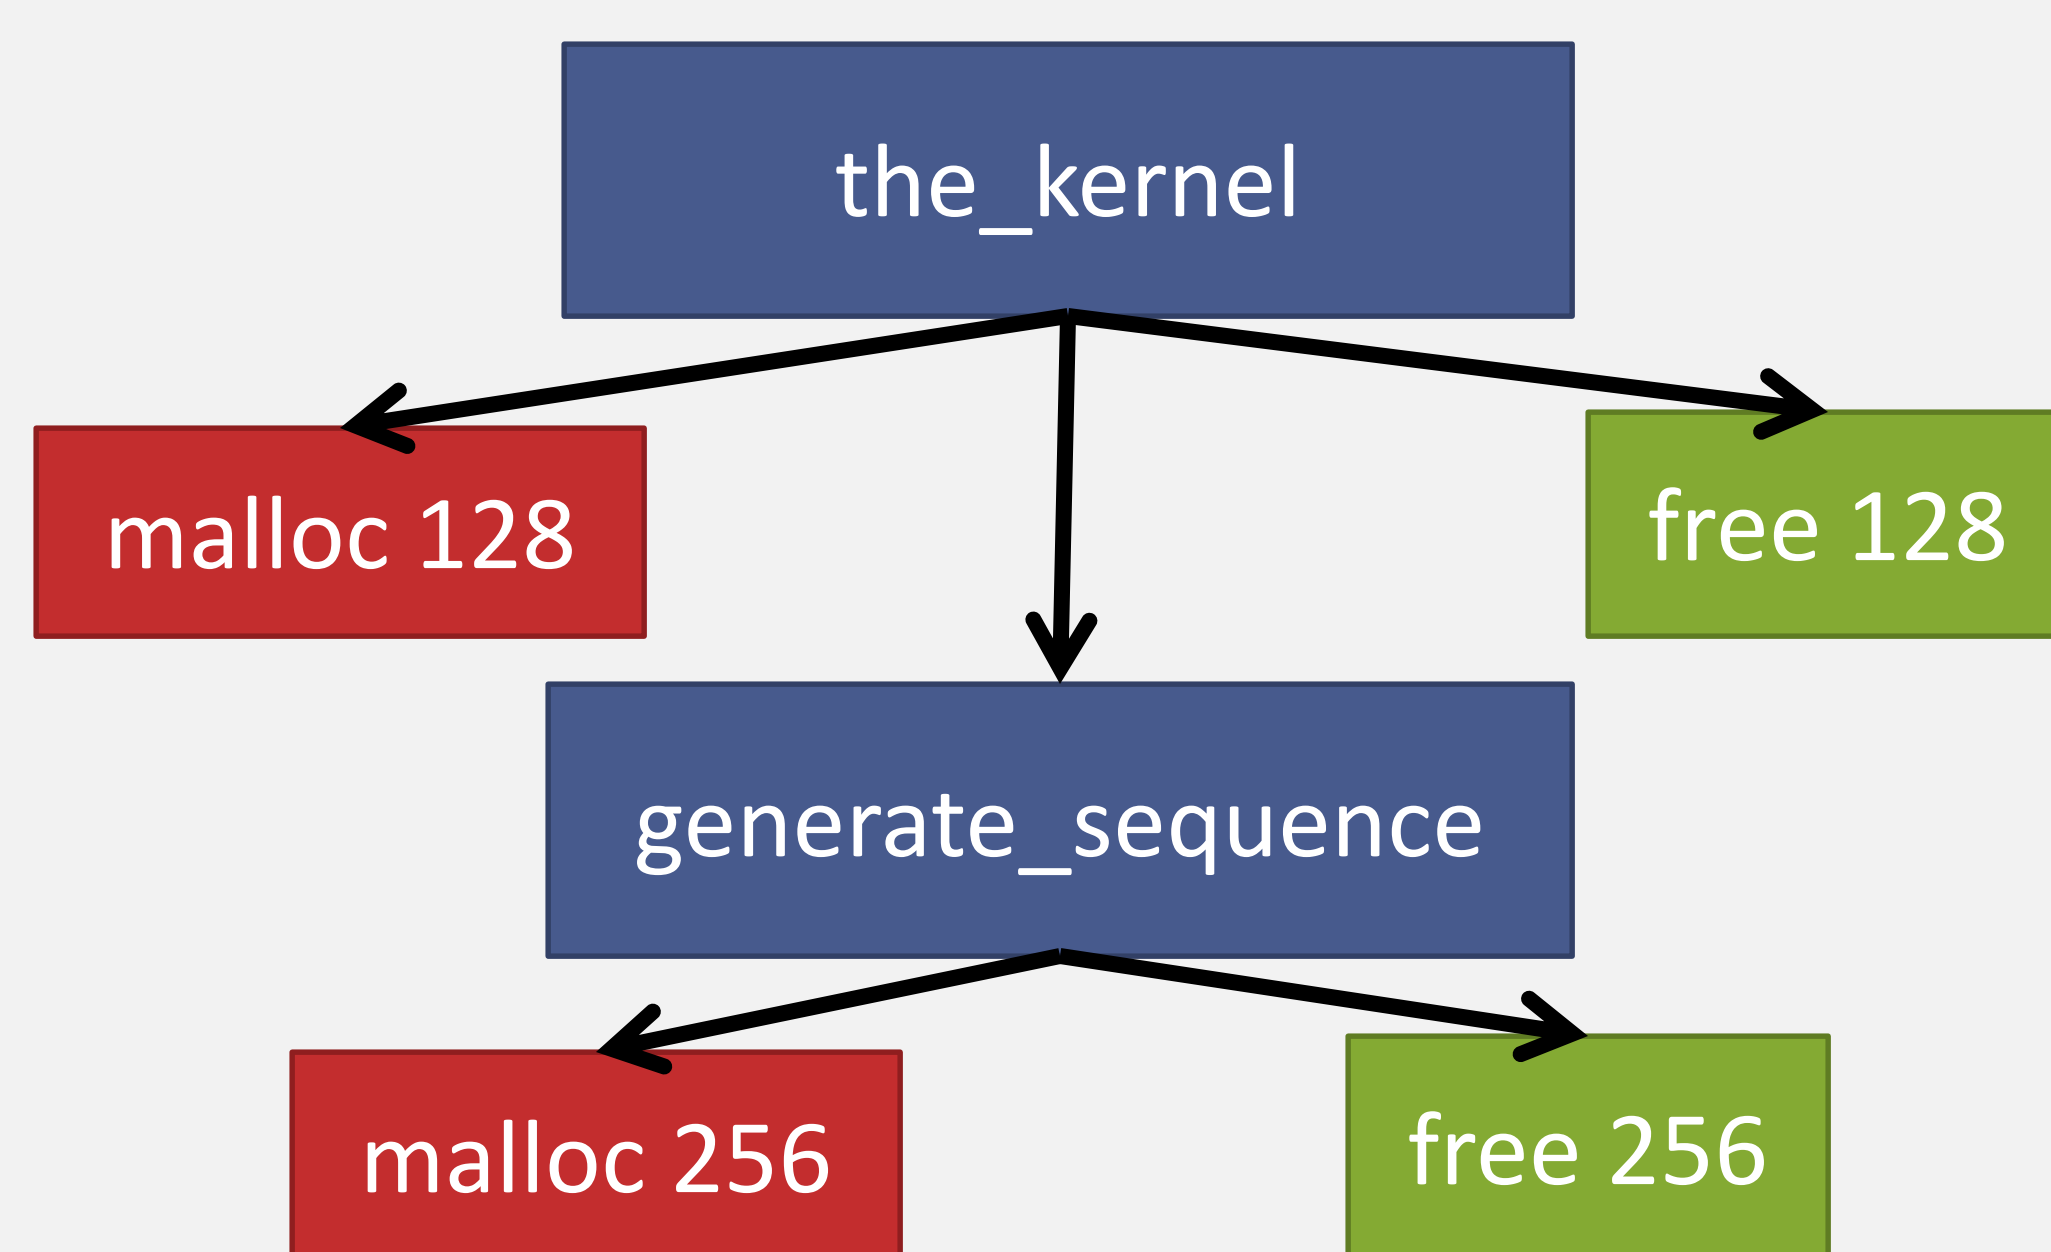 the_kernel
malloc 128
free 128
generate_sequence
malloc 256
free 256